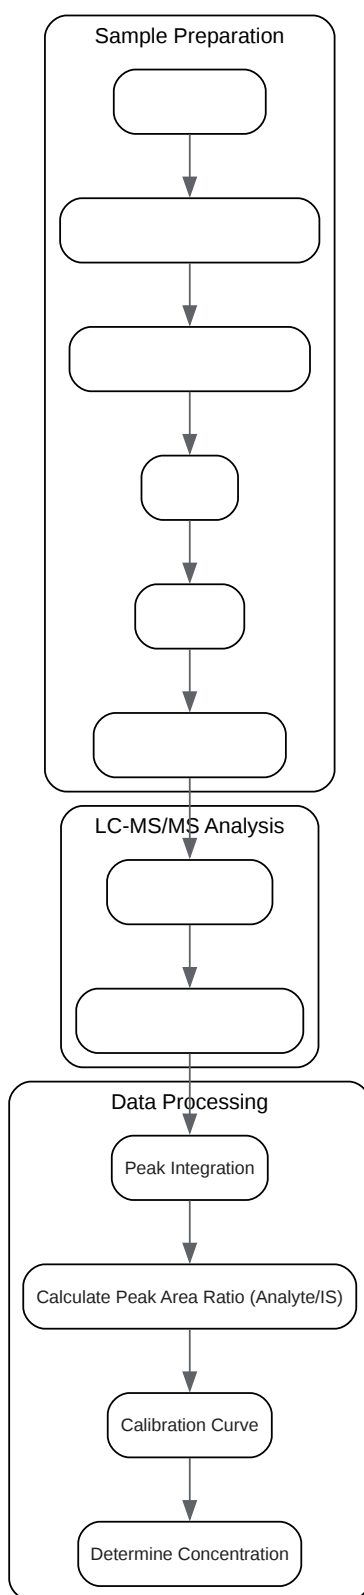 Sample Preparation
LC-MS/MS Analysis
Data Processing
Peak Integration
Calculate Peak Area Ratio (Analyte/IS)
Calibration Curve
Determine Concentration